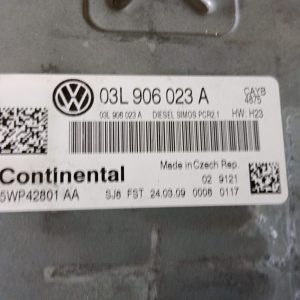 03L 906 023 A
CAYB
4875
03L 906 023 A DIESEL SIMOS PCR2.1 HW: H23
Continental
Made in Czech Rep.
02 9121
5WP42801 AA SJ8 FST 24.03.09 0006 0117